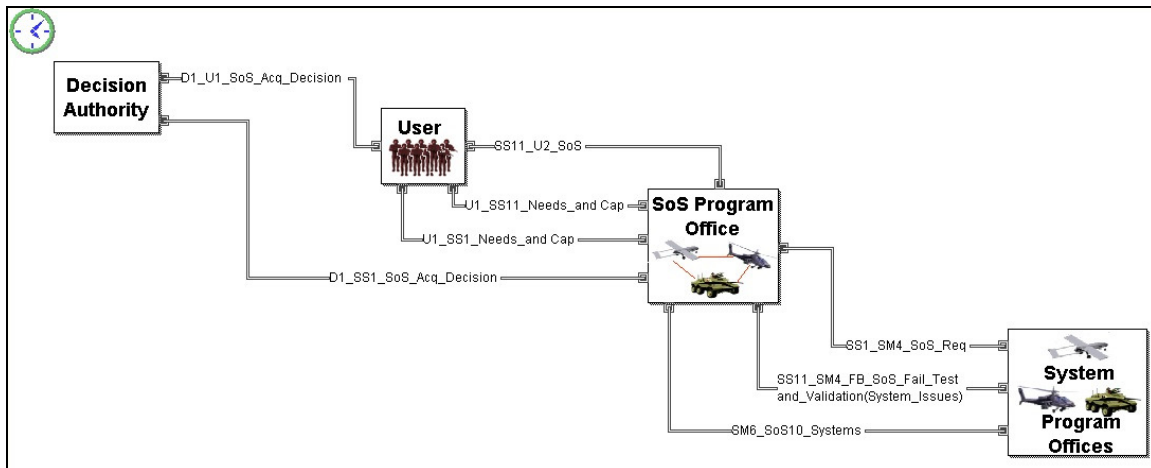 D1_U1_SoS_Acq_Decision
Decision
Authority
User
SS11_U2_SoS
U1_SS11_Needs_and Cap
SoS Program
Office
U1_SS1_Needs_and Cap
D1_SS1_SoS_Acq_Decision
SS1_SM4_SoS_Req
System
SS11_SM4_FB_SoS_Fail_Test
and_Validation(System_Issues)
Program
Offices
SM6_SoS10_Systems